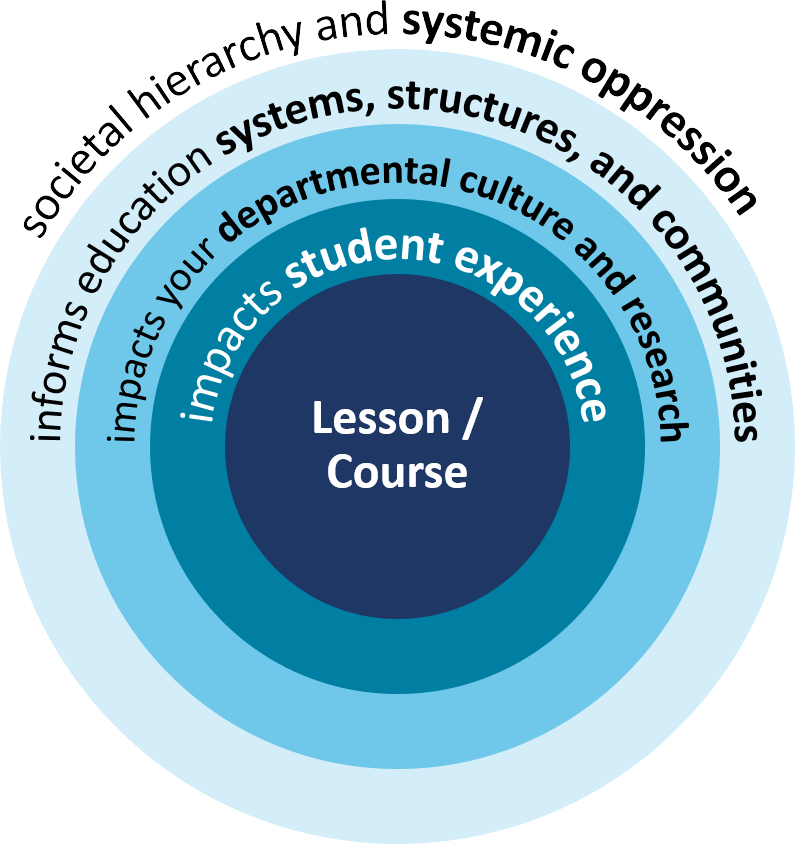 societal hierarchy and systemic oppression
informs education systems, structures, and communities
impacts your departmental culture and research
impacts student experience
Lesson /
Course